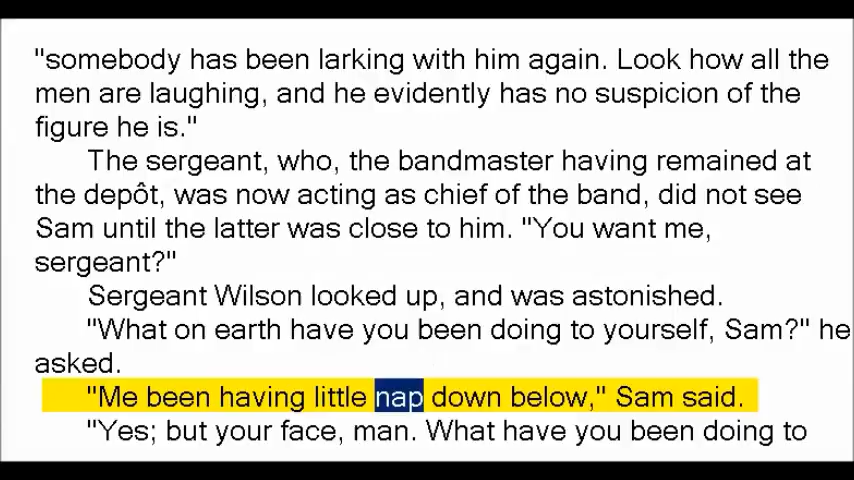 "somebody has been larking with him again. Look how all the
men are laughing, and he evidently has no suspicion of the
figure he is."
The sergeant, who, the bandmaster having remained at
the depôt, was now acting as chief of the band, did not see
Sam until the latter was close to him. "You want me,
sergeant?"
Sergeant Wilson looked up, and was astonished.
"What on earth have you been doing to yourself, Sam?" he
asked.
"Me been having little nap down below," Sam said.
"Yes; but your face, man. What have you been doing to